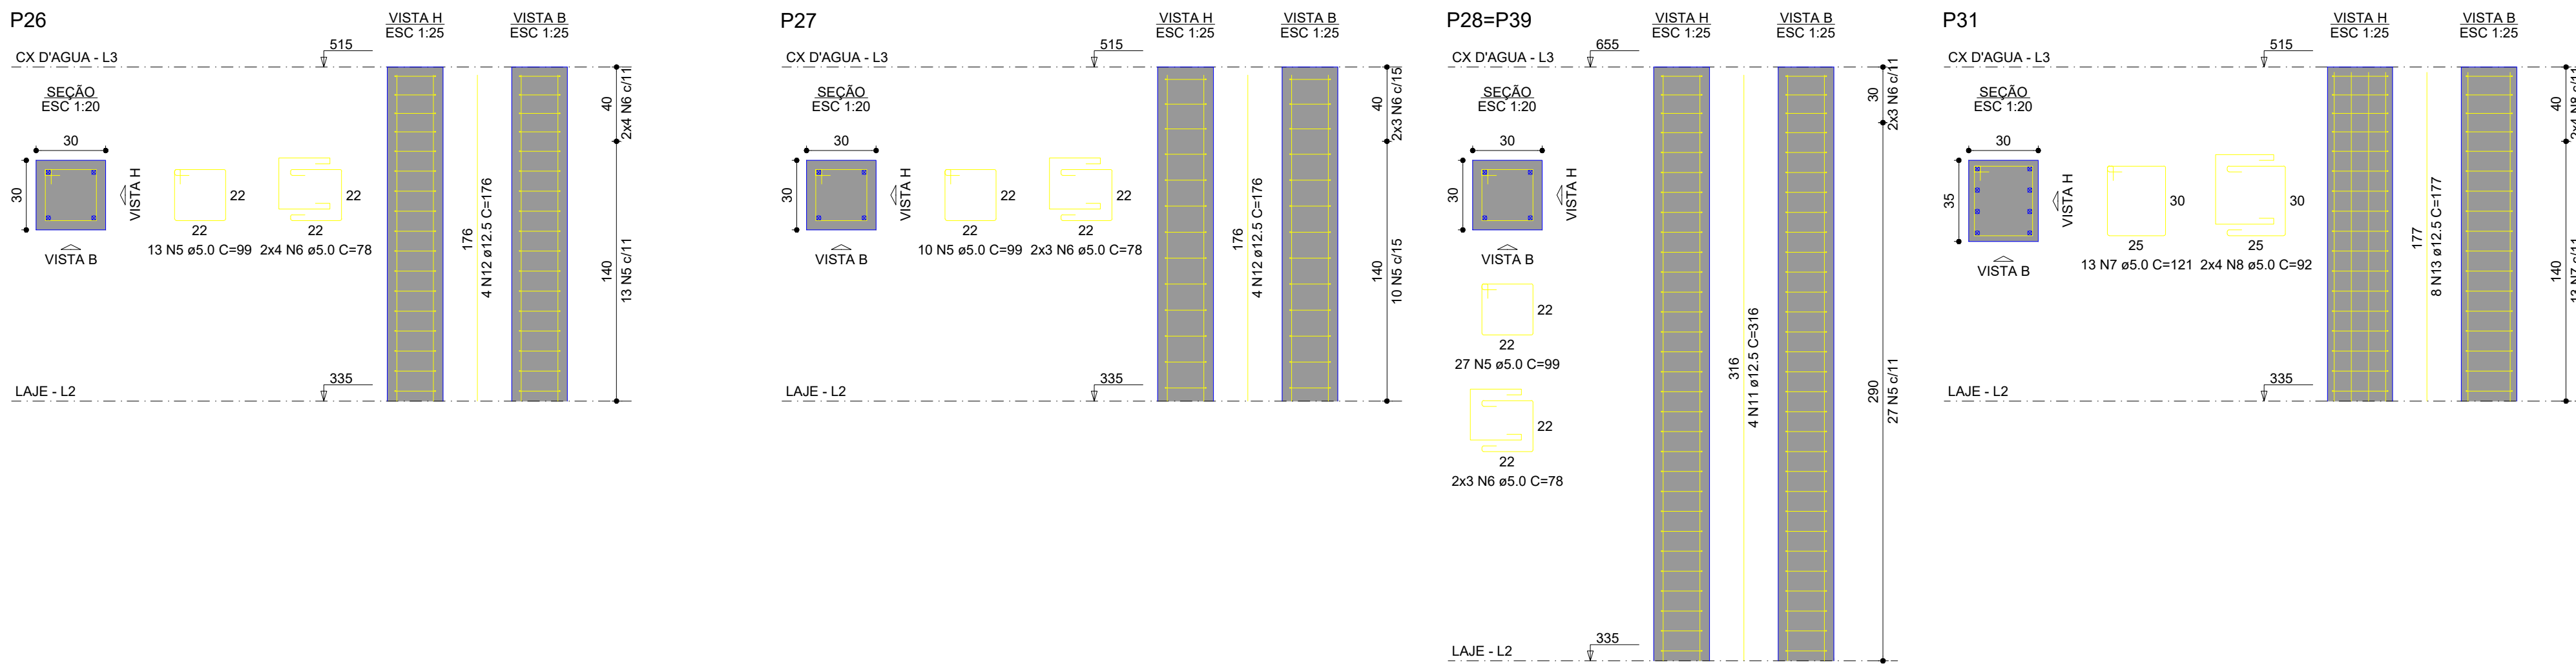 P26
VISTA H
ESC 1:25
VISTA B
ESC 1:25
515
CX D'AGUA - L3
SEÇÃO
ESC 1:20
30
30
VISTA H
VISTA B
22
22
13 N5 ø5.0 C=99
22
22
2x4 N6 ø5.0 C=78
176
4 N12 ø12.5 C=176
40
2x4 N6 c/11
140
13 N5 c/11
335
LAJE - L2
P27
VISTA H
ESC 1:25
VISTA B
ESC 1:25
515
CX D'AGUA - L3
SEÇÃO
ESC 1:20
30
30
VISTA H
VISTA B
22
22
10 N5 ø5.0 C=99
22
22
2x3 N6 ø5.0 C=78
176
4 N12 ø12.5 C=176
40
2x3 N6 c/15
140
10 N5 c/15
335
LAJE - L2
P28=P39
VISTA H
ESC 1:25
VISTA B
ESC 1:25
655
CX D'AGUA - L3
SEÇÃO
ESC 1:20
30
30
VISTA H
VISTA B
22
22
27 N5 ø5.0 C=99
22
22
2x3 N6 ø5.0 C=78
316
4 N11 ø12.5 C=316
30
2x3 N6 c/11
290
27 N5 c/11
335
LAJE - L2
P31
VISTA H
ESC 1:25
VISTA B
ESC 1:25
515
CX D'AGUA - L3
SEÇÃO
ESC 1:20
30
35
VISTA H
VISTA B
30
25
13 N7 ø5.0 C=121
30
25
2x4 N8 ø5.0 C=92
177
8 N13 ø12.5 C=177
40
2x4 N8 c/11
140
13 N7 c/11
335
LAJE - L2